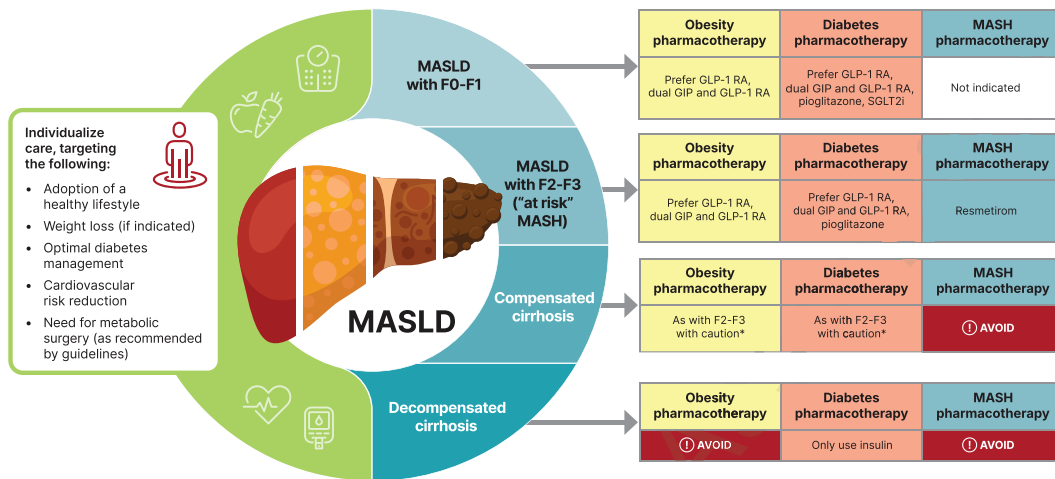 Individualize
care, targeting
the following:
• Adoption of a
healthy lifestyle
• Weight loss (if indicated)
• Optimal diabetes
management
• Cardiovascular
risk reduction
• Need for metabolic
surgery (as recommended
by guidelines)
MASLD
MASLD
with F0-F1
MASLD
with F2-F3
("at risk"
MASH)
Compensated
cirrhosis
Decompensated
cirrhosis
Obesity
pharmacotherapy
Diabetes
pharmacotherapy
MASH
pharmacotherapy
Prefer GLP-1 RA,
dual GIP and GLP-1 RA
Prefer GLP-1 RA,
dual GIP and GLP-1 RA,
pioglitazone, SGLT2i
Not indicated
Obesity
pharmacotherapy
Diabetes
pharmacotherapy
MASH
pharmacotherapy
Prefer GLP-1 RA,
dual GIP and GLP-1 RA
Prefer GLP-1 RA,
dual GIP and GLP-1 RA,
pioglitazone
Resmetirom
Obesity
pharmacotherapy
Diabetes
pharmacotherapy
MASH
pharmacotherapy
As with F2-F3
with caution*
As with F2-F3
with caution*
! AVOID
Obesity
pharmacotherapy
Diabetes
pharmacotherapy
MASH
pharmacotherapy
! AVOID
Only use insulin
! AVOID